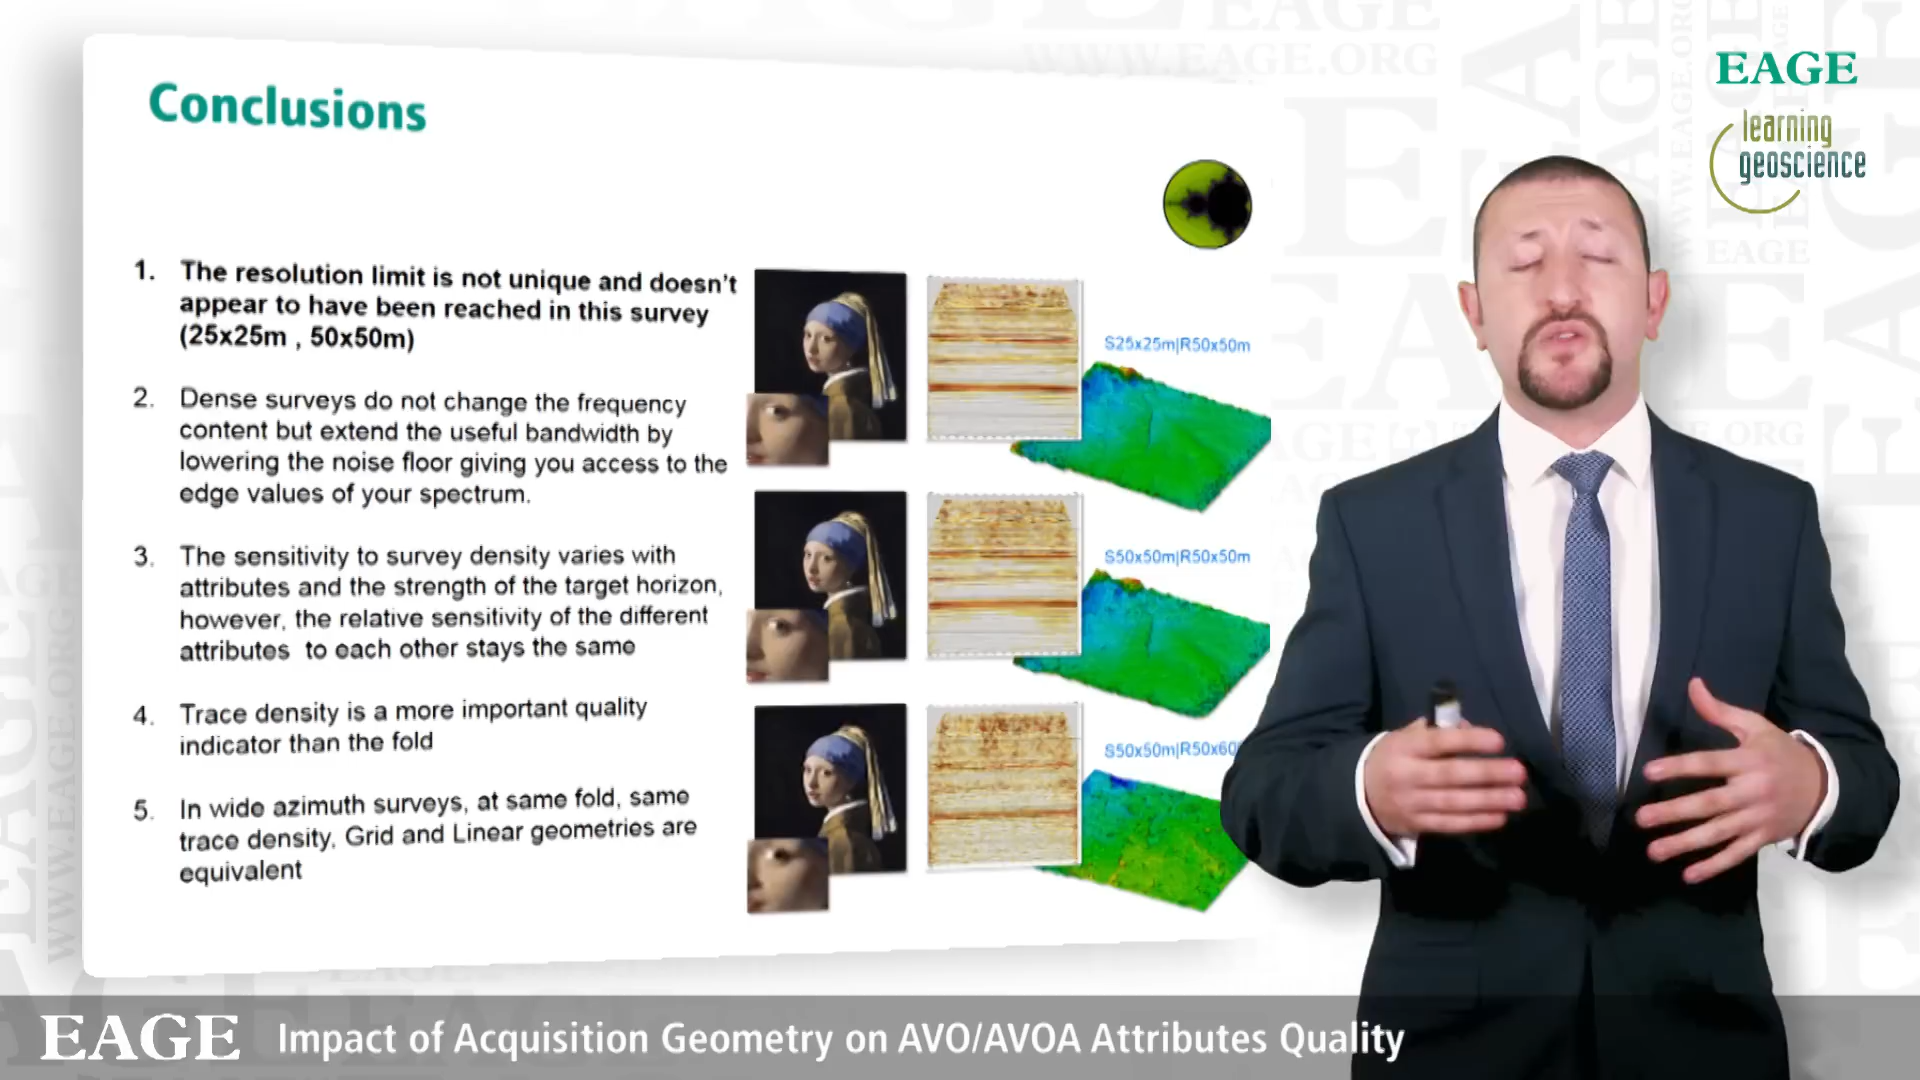 EAGE
WWW.EAGE.ORG
EAGE
learning
geoscience
Conclusions
1. The resolution limit is not unique and doesn't
appear to have been reached in this survey
(25x25m , 50x50m)
2. Dense surveys do not change the frequency
content but extend the useful bandwidth by
lowering the noise floor giving you access to the
edge values of your spectrum.
3. The sensitivity to survey density varies with
attributes and the strength of the target horizon,
however, the relative sensitivity of the different
attributes to each other stays the same
4. Trace density is a more important quality
indicator than the fold
5. In wide azimuth surveys, at same fold, same
trace density, Grid and Linear geometries are
equivalent
S25x25m|R50x50m
S50x50m|R50x50m
S50x50m|R50x60
EAGE Impact of Acquisition Geometry on AVO/AVOA Attributes Quality